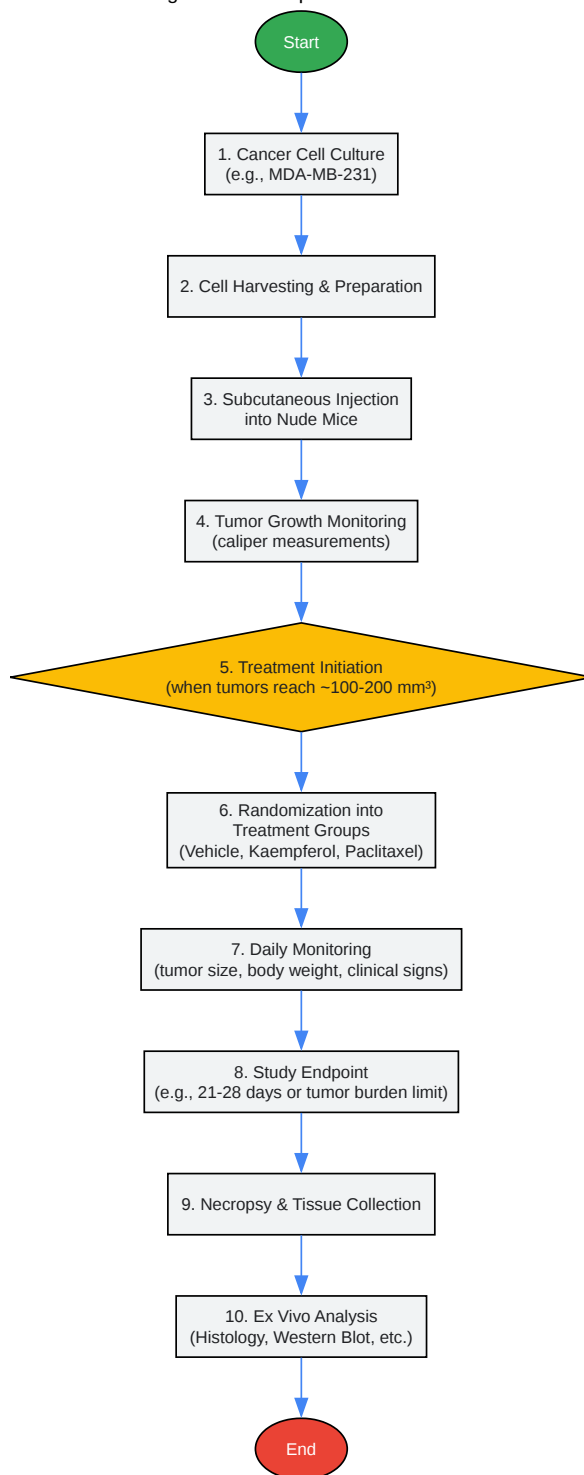 Start
1. Cancer Cell Culture
(e.g., MDA-MB-231)
2. Cell Harvesting & Preparation
3. Subcutaneous Injection
into Nude Mice
4. Tumor Growth Monitoring
(caliper measurements)
5. Treatment Initiation
(when tumors reach ~100-200 mm³)
6. Randomization into
Treatment Groups
(Vehicle, Kaempferol, Paclitaxel)
7. Daily Monitoring
(tumor size, body weight, clinical signs)
8. Study Endpoint
(e.g., 21-28 days or tumor burden limit)
9. Necropsy & Tissue Collection
10. Ex Vivo Analysis
(Histology, Western Blot, etc.)
End